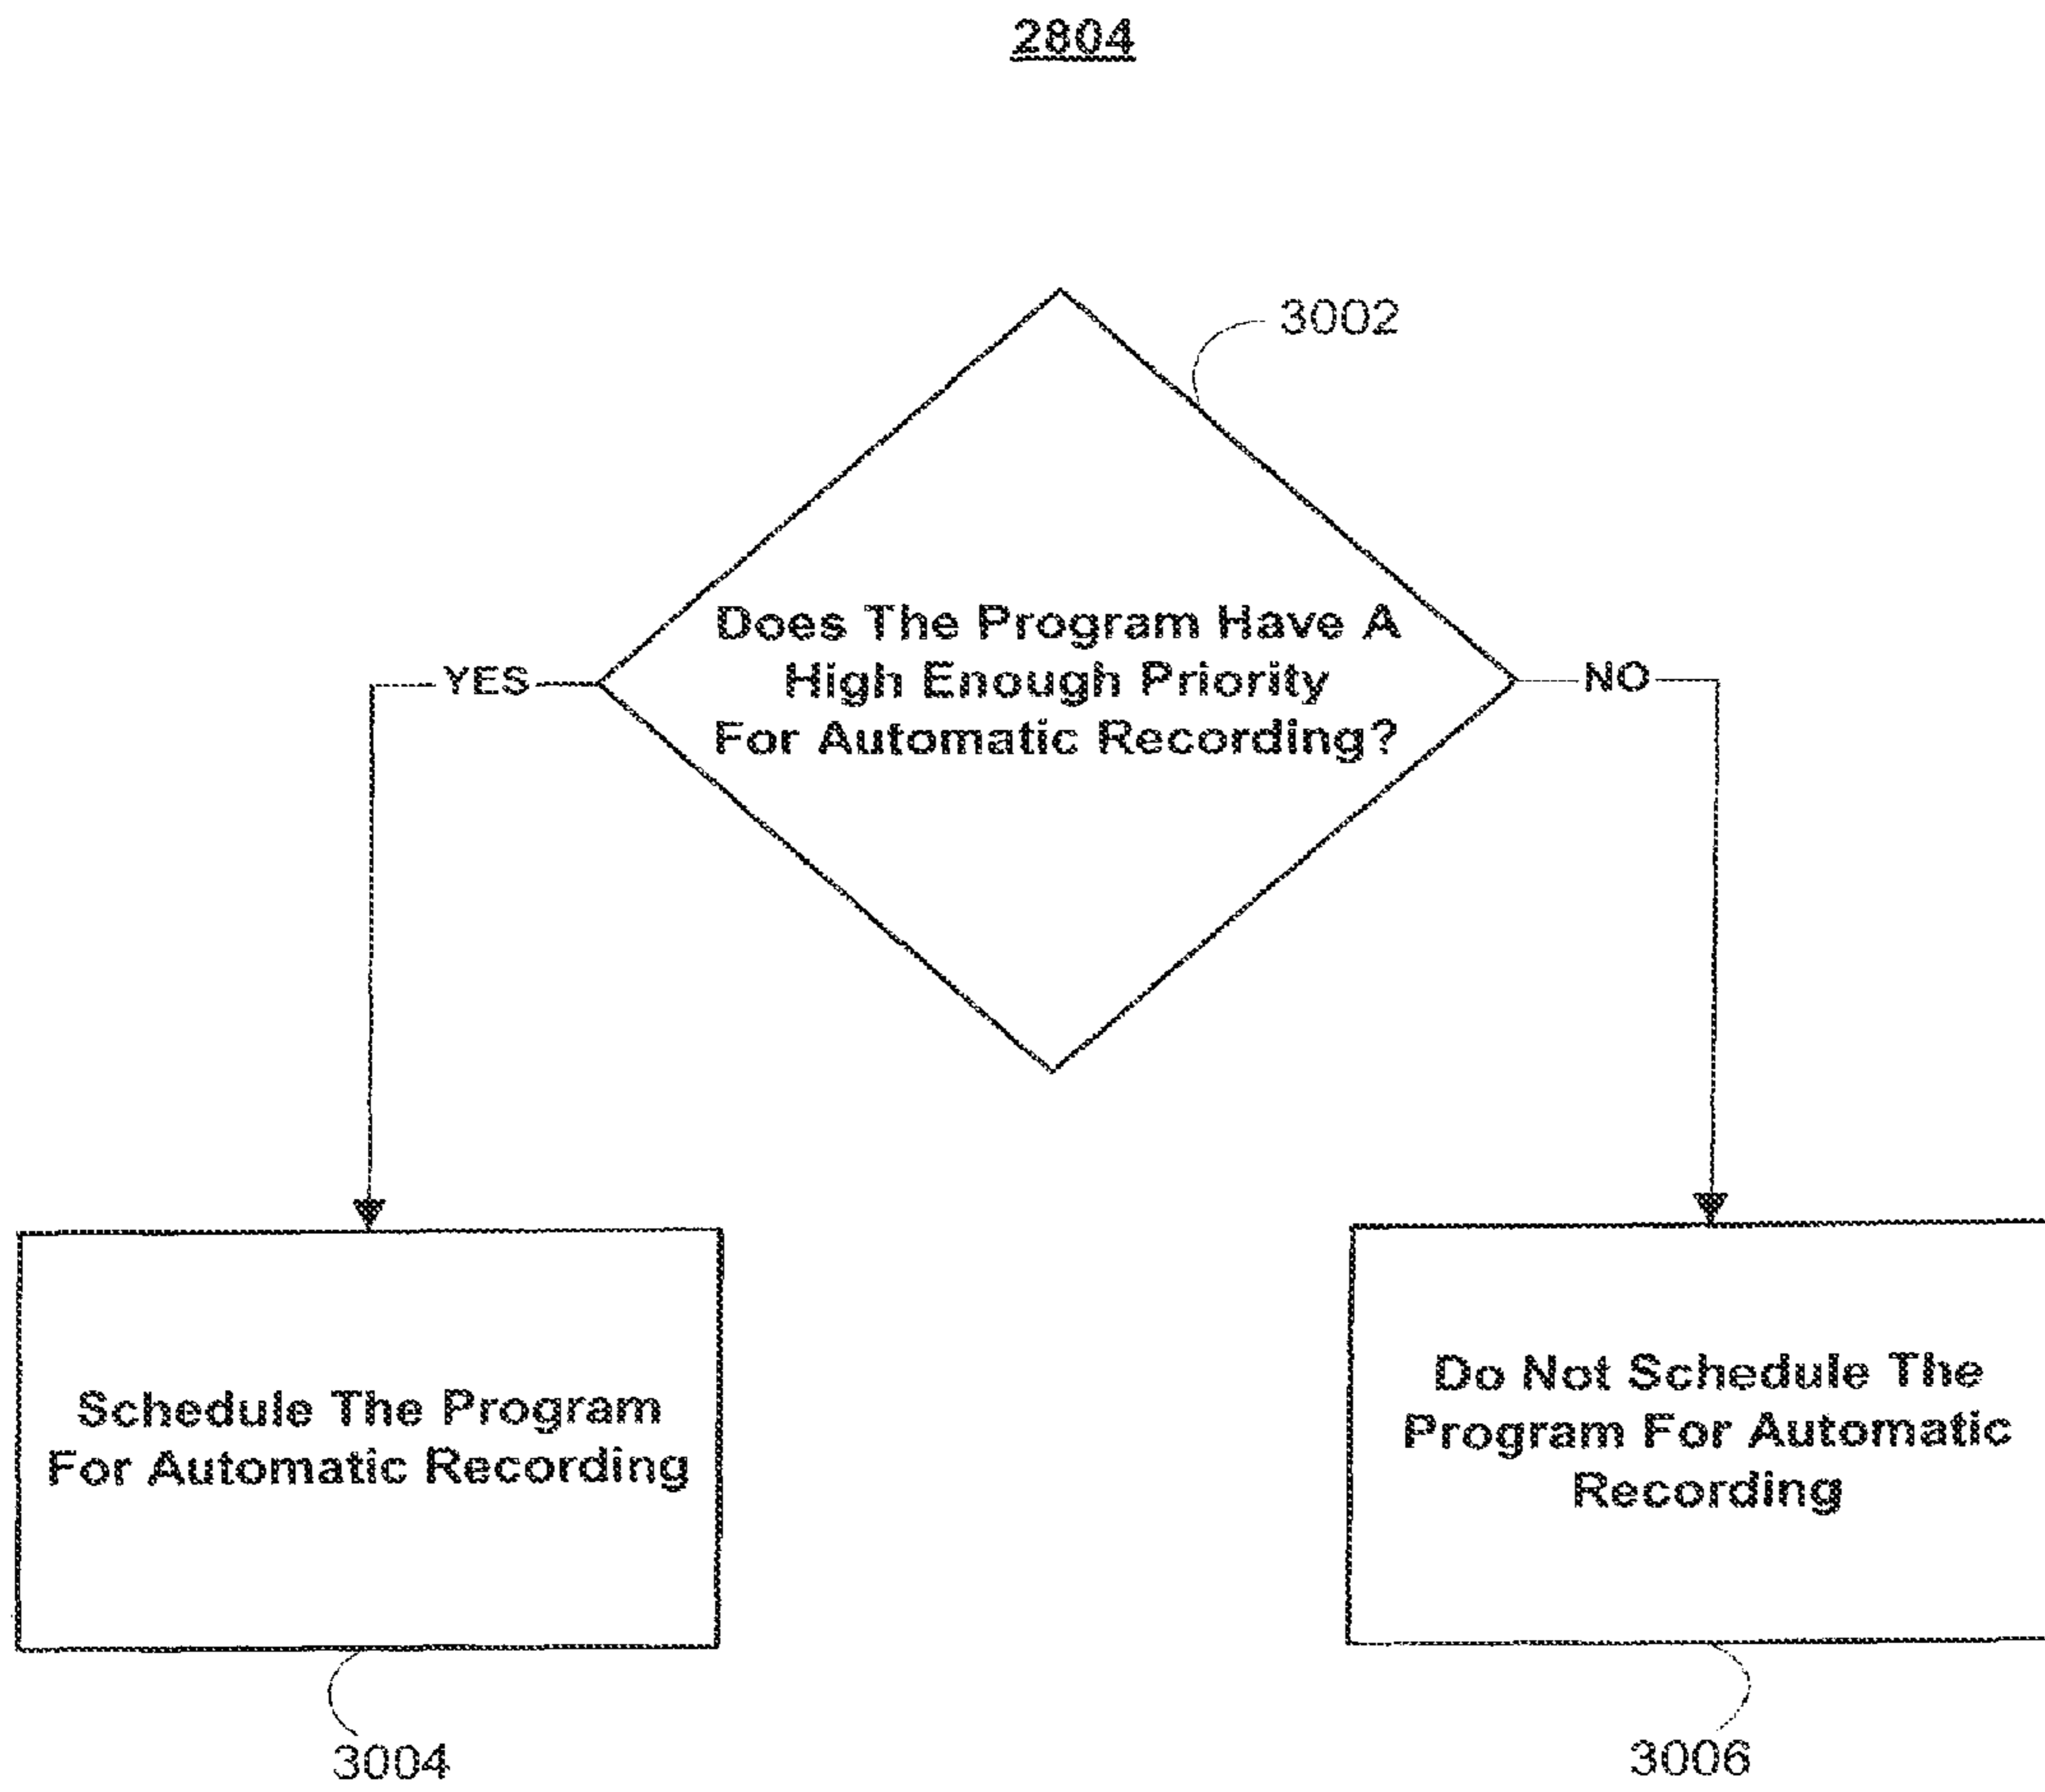 2804
3002
Does The Program Have A
High Enough Priority
For Automatic Recording?
YES
NO
Schedule The Program
For Automatic Recording
Do Not Schedule The
Program For Automatic
Recording
3004
3006